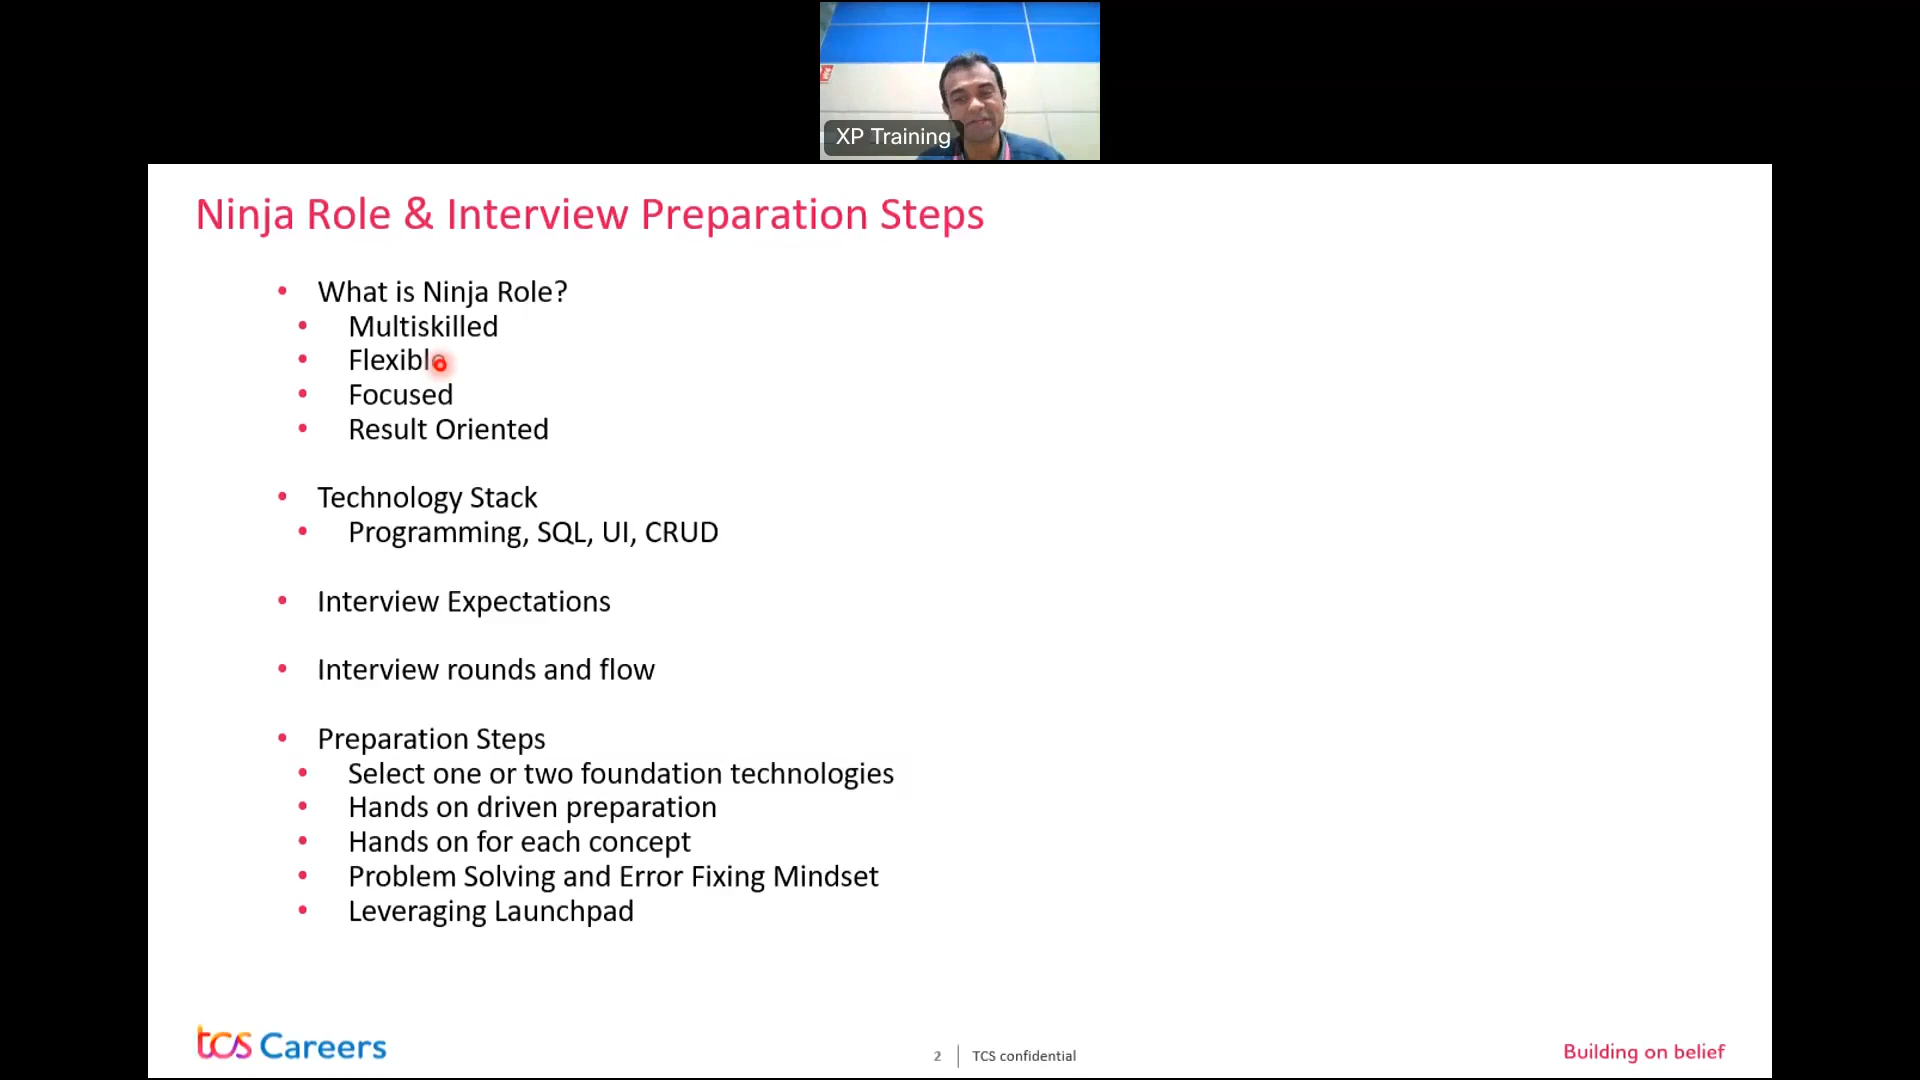 XP Training
Ninja Role & Interview Preparation Steps
• What is Ninja Role?
• Multiskilled
• Flexible
• Focused
• Result Oriented
• Technology Stack
• Programming, SQL, UI, CRUD
• Interview Expectations
• Interview rounds and flow
• Preparation Steps
• Select one or two foundation technologies
• Hands on driven preparation
• Hands on for each concept
• Problem Solving and Error Fixing Mindset
• Leveraging Launchpad
tcs Careers
2 | TCS confidential
Building on belief